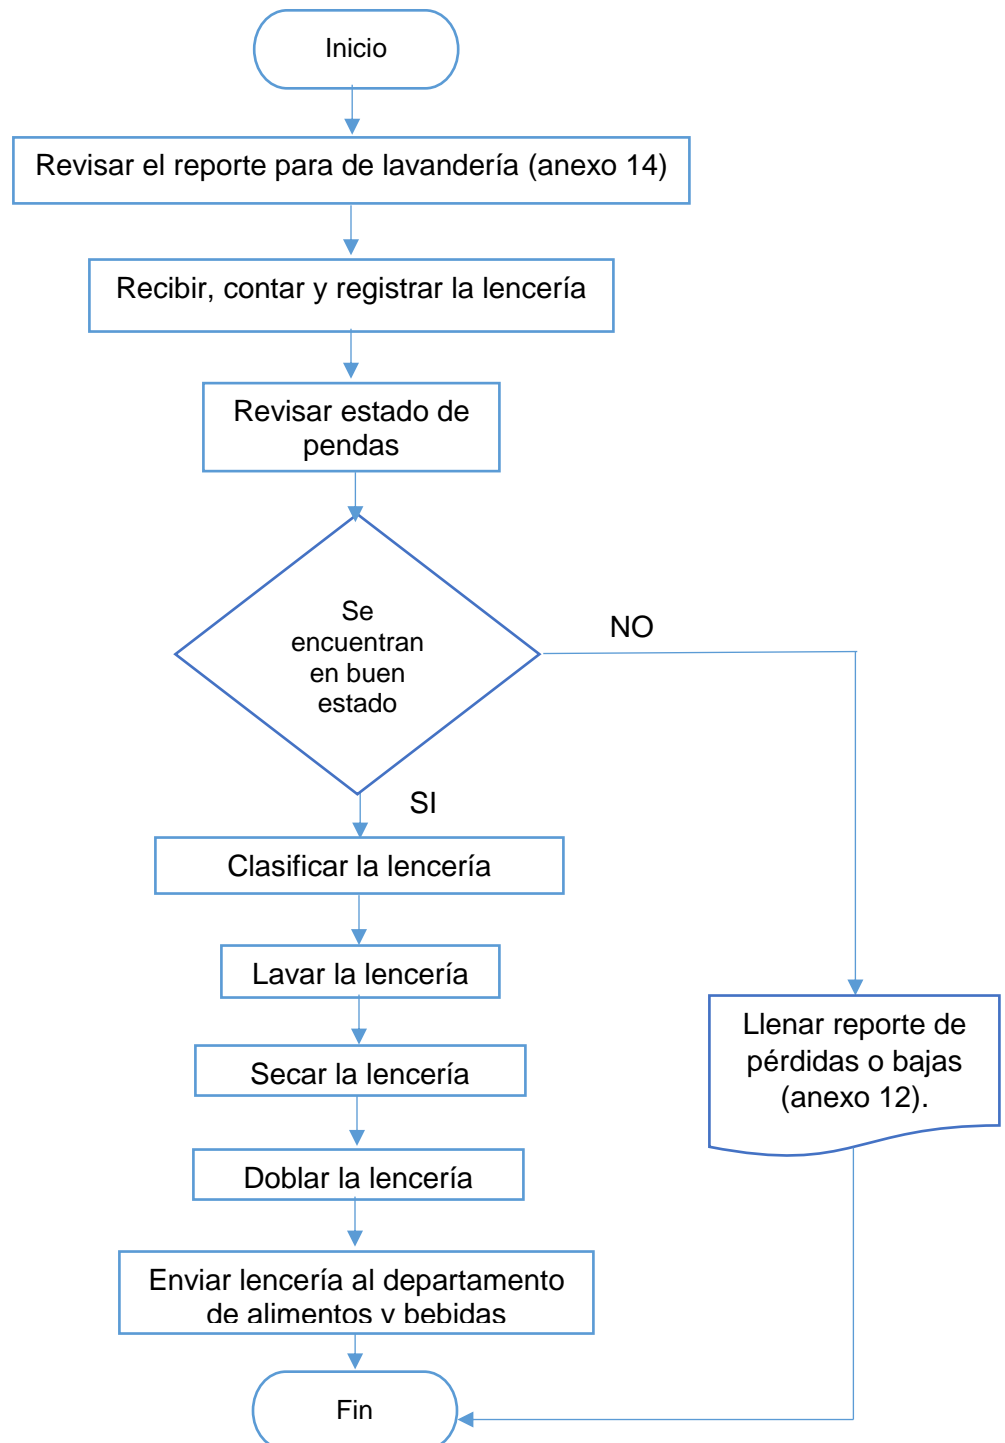 Inicio
Revisar el reporte para de lavandería (anexo 14)
Recibir, contar y registrar la lencería
Revisar estado de
pendas
Se
encuentran
en buen
estado
NO
SI
Clasificar la lencería
Lavar la lencería
Secar la lencería
Doblar la lencería
Enviar lencería al departamento
de alimentos y bebidas
Llenar reporte de
pérdidas o bajas
(anexo 12).
Fin